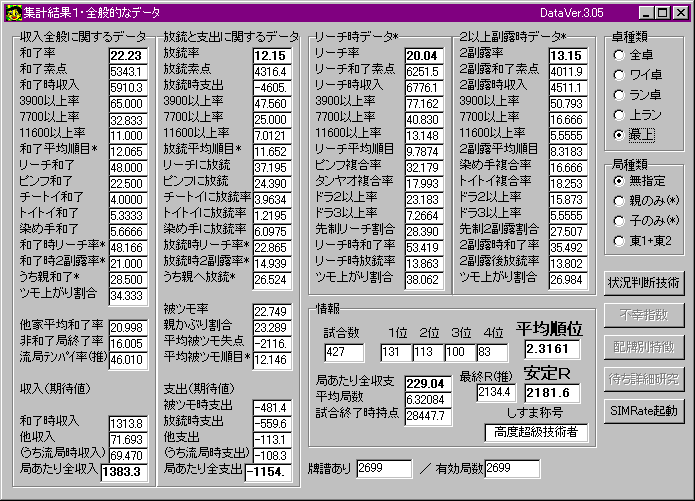 集計結果1・全般的なデータ DataVer.3.05
収入全般に関するデータ
和了率 22.23
和了素点 5343.1
和了時収入 5910.3
3900以上率 65.000
7700以上率 32.833
11600以上率 11.000
和了平均順目* 12.065
リーチ和了 48.000
ピンフ和了 22.500
チートイ和了 4.0000
トイトイ和了 5.3333
染め手和了 5.6666
和了時リーチ率* 48.166
和了時2副露率* 21.000
うち親和了* 28.500
ツモ上がり割合 34.333
他家平均和了率 20.998
非和了局終了率 16.005
流局テンパイ率(推) 46.010
収入(期待値)
和了時収入 1313.8
他収入 71.693
(うち流局時収入) 69.470
局あたり全収入 1383.3
放銃と支出に関するデータ
放銃率 12.15
放銃素点 4316.4
放銃時支出 -4605.
3900以上率 47.560
7700以上率 25.000
11600以上率 7.0121
放銃平均順目* 11.652
リーチに放銃 37.195
ピンフに放銃 24.390
チートイに放銃 3.9634
トイトイに放銃 1.2195
染め手に放銃 6.0975
放銃時リーチ率* 22.865
放銃時2副露率* 14.939
うち親へ放銃* 26.524
被ツモ率 22.749
親かぶり割合 23.289
平均被ツモ失点 -2116.
平均被ツモ順目* 12.146
支出(期待値)
被ツモ時支出 -481.4
放銃時支出 -559.6
他支出 -113.1
(うち流局時支出) -108.3
局あたり全支出 -1154.
リーチ時データ*
リーチ率 20.04
リーチ和了素点 6251.5
リーチ時収入 6776.1
3900以上率 77.162
7700以上率 40.830
11600以上率 13.148
リーチ平均順目 9.7874
ピンフ複合率 32.179
タンヤオ複合率 17.993
ドラ2以上率 23.183
ドラ3以上率 7.2664
先制リーチ割合 28.390
リーチ時和了率 53.419
リーチ時放銃率 13.863
ツモ上がり割合 38.062
2以上副露時データ*
2副露率 13.15
2副露和了素点 4011.9
2副露時収入 4511.1
3900以上率 50.793
7700以上率 16.666
11600以上率 5.5555
2副露平均順目 8.3183
染め手複合率 16.666
トイトイ複合率 18.253
ドラ2以上率 15.873
ドラ3以上率 5.5555
先制2副露割合 27.507
2副露時和了率 35.492
2副露後放銃率 13.802
ツモ上がり割合 26.984
情報
試合数 1位 2位 3位 4位 平均順位
427 131 113 100 83 2.3161
局あたり全収支 229.04 最終R(推) 安定R
平均局数 6.32084 2134.4 2181.6
試合終了時持点 28447.7 しすま称号
高度超級技術者
牌譜あり 2699 / 有効局数 2699
卓種類
全卓
ワイ卓
ラン卓
上ラン
最上
局種類
無指定
親のみ(*)
子のみ(*)
東1+東2
状況判断技術
不幸指数
配牌別特徴
待ち詳細研究
SIMRate起動